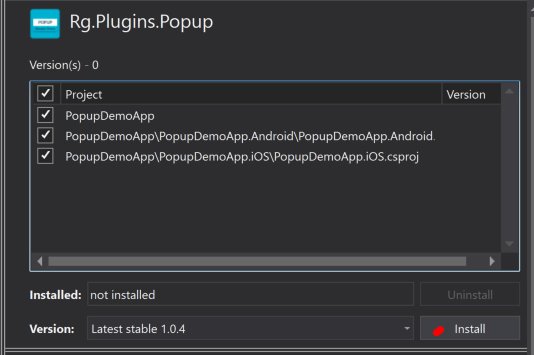 POPUP
Rg.Plugins.Popup
Version(s) - 0
Project Version
PopupDemoApp
PopupDemoApp\PopupDemoApp.Android\PopupDemoApp.Android.
PopupDemoApp\PopupDemoApp.iOS\PopupDemoApp.iOS.csproj
Installed: not installed Uninstall
Version: Latest stable 1.0.4 Install